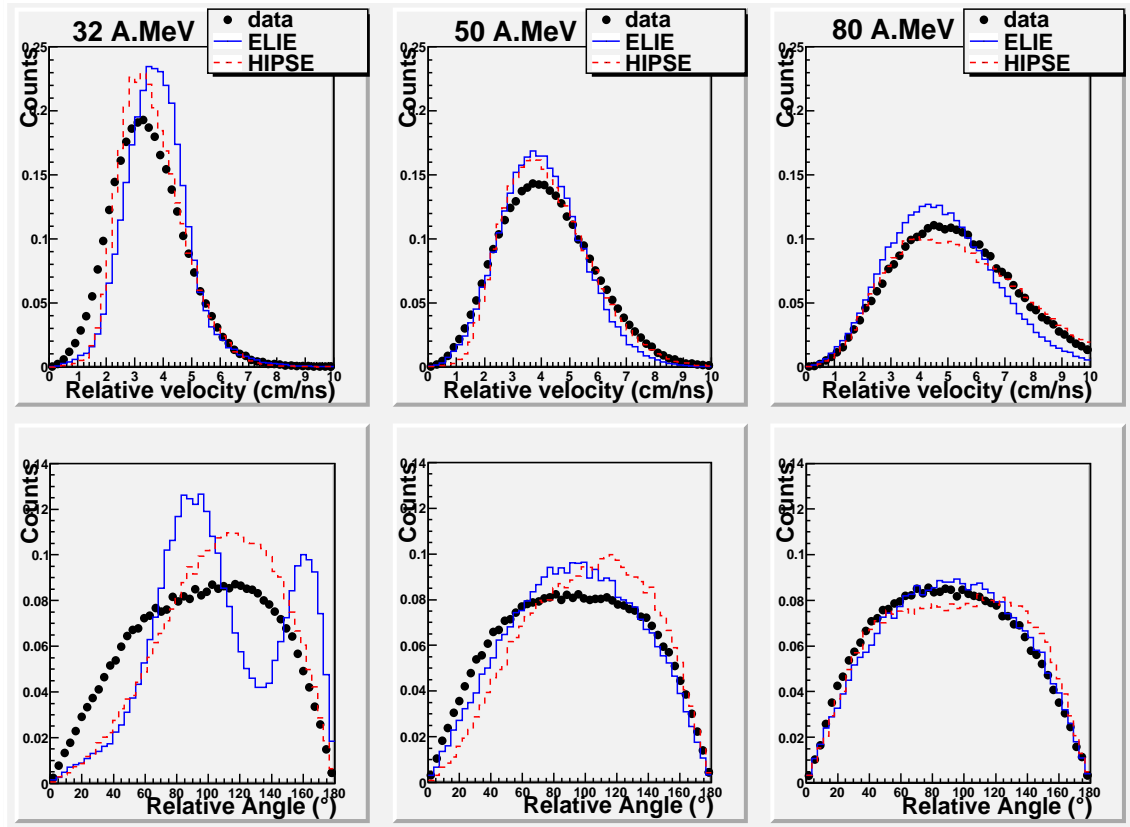 32 A.MeV
data
ELIE
HIPSE
Counts
0.25
0.2
0.15
0.1
0.05
0
0 1 2 3 4 5 6 7 8 9 10
Relative velocity (cm/ns)
50 A.MeV
data
ELIE
HIPSE
Counts
0.25
0.2
0.15
0.1
0.05
0
0 1 2 3 4 5 6 7 8 9 10
Relative velocity (cm/ns)
80 A.MeV
data
ELIE
HIPSE
Counts
0.25
0.2
0.15
0.1
0.05
0
0 1 2 3 4 5 6 7 8 9 10
Relative velocity (cm/ns)
Counts
0.14
0.12
0.1
0.08
0.06
0.04
0.02
0
0 20 40 60 80 100 120 140 160 180
Relative Angle (°)
Counts
0.14
0.12
0.1
0.08
0.06
0.04
0.02
0
0 20 40 60 80 100 120 140 160 180
Relative Angle (°)
Counts
0.14
0.12
0.1
0.08
0.06
0.04
0.02
0
0 20 40 60 80 100 120 140 160 180
Relative Angle (°)